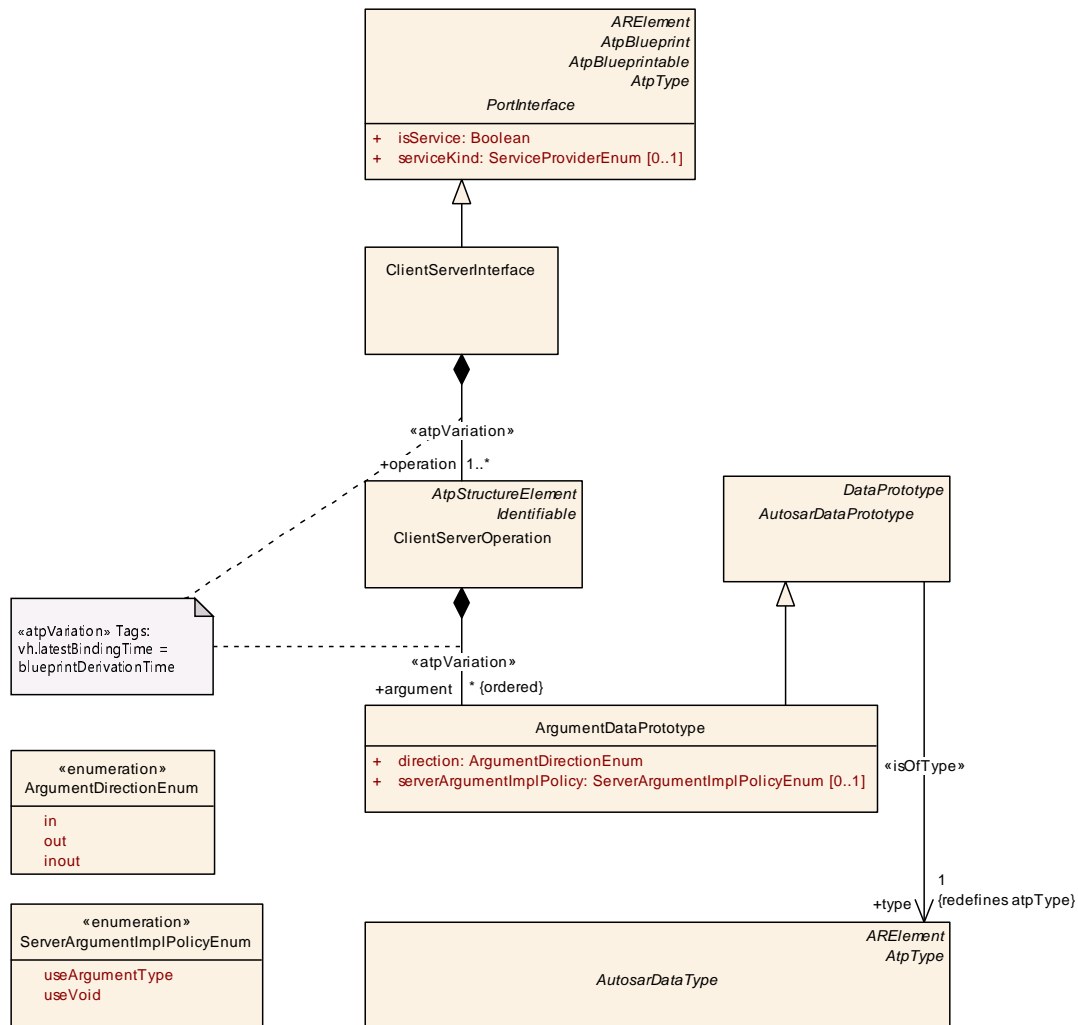 ARElement
AtpBlueprint
AtpBlueprintable
AtpType
PortInterface
+ isService: Boolean
+ serviceKind: ServiceProviderEnum [0..1]
ClientServerInterface
«atpVariation»
+operation 1..*
AtpStructureElement
Identifiable
ClientServerOperation
DataPrototype
AutosarDataPrototype
«atpVariation» Tags:
vh.latestBindingTime =
blueprintDerivationTime
«atpVariation»
+argument * {ordered}
ArgumentDataPrototype
+ direction: ArgumentDirectionEnum
+ serverArgumentImplPolicy: ServerArgumentImplPolicyEnum [0..1]
«isOfType»
«enumeration»
ArgumentDirectionEnum
in
out
inout
1
+type {redefines atpType}
«enumeration»
ServerArgumentImplPolicyEnum
useArgumentType
useVoid
ARElement
AtpType
AutosarDataType